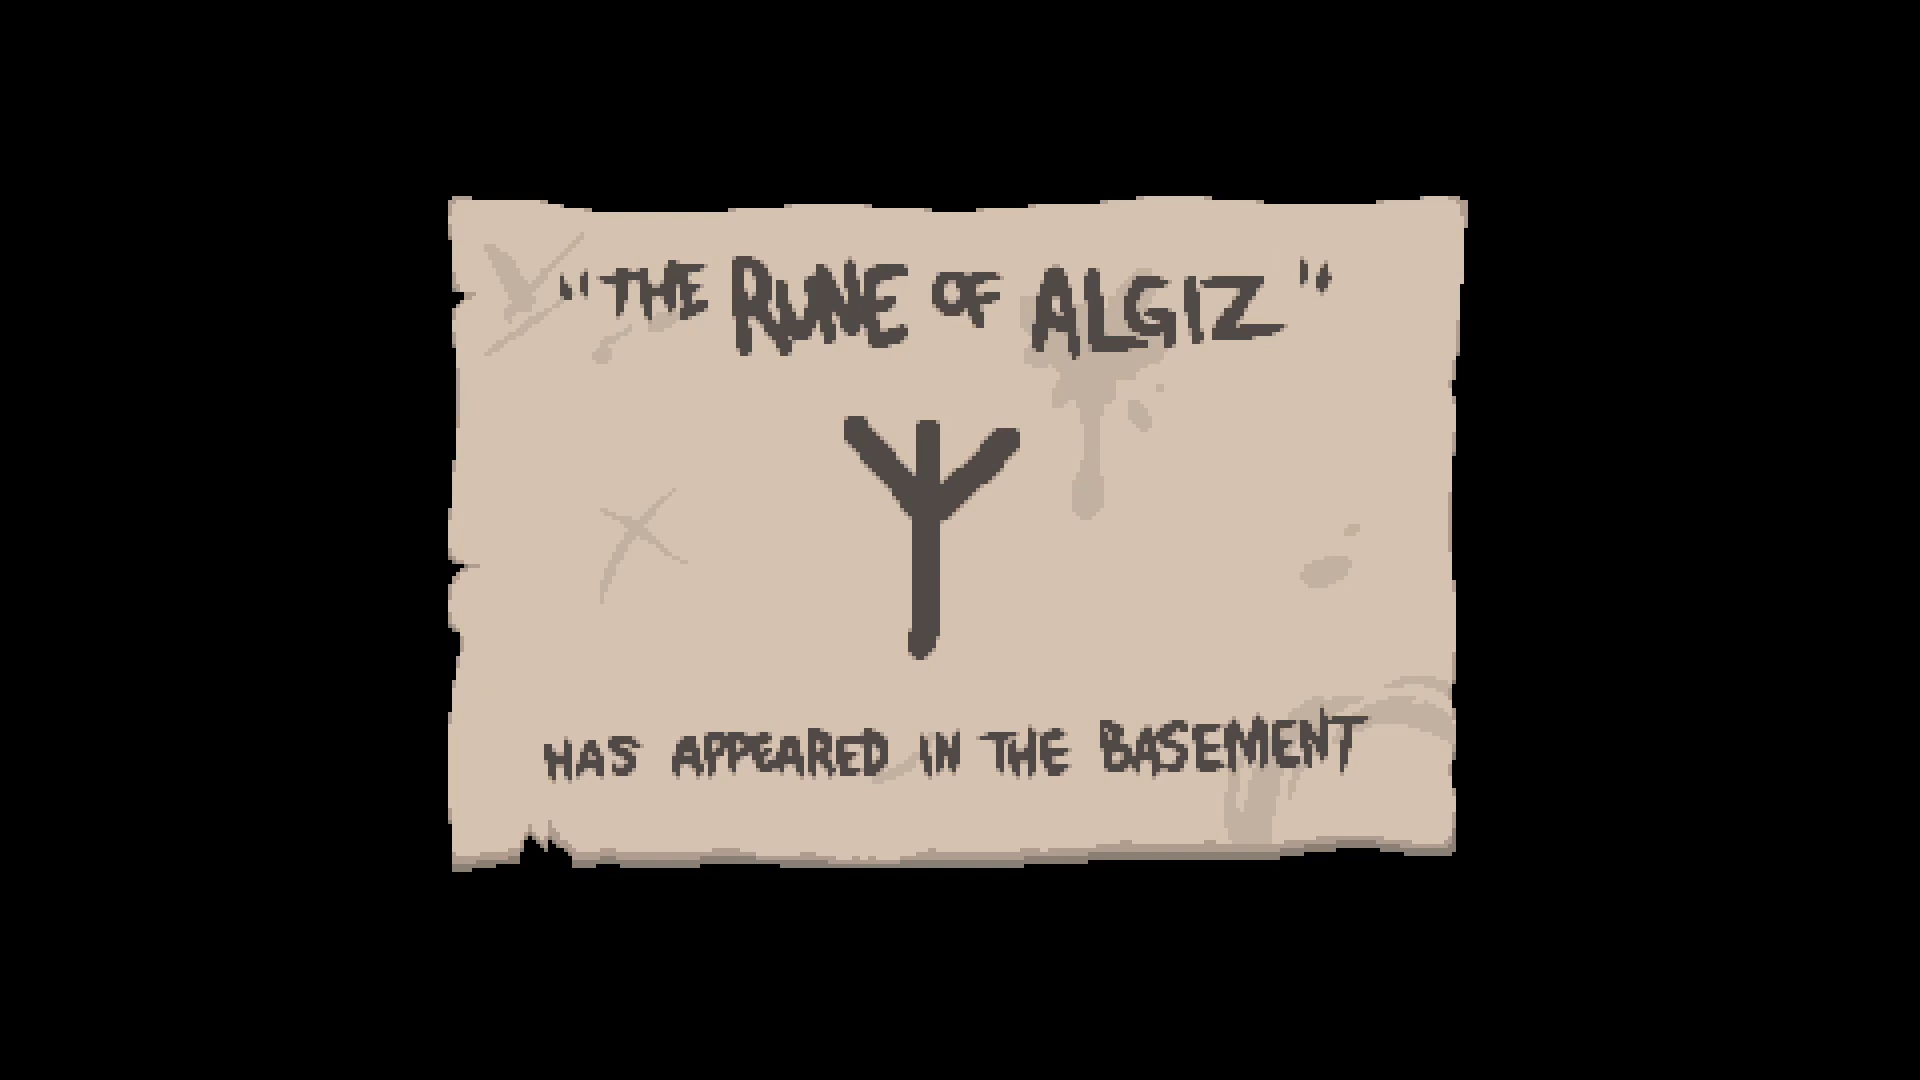 "THE RUNE OF ALGIZ"
ᛉ
HAS APPEARED IN THE BASEMENT